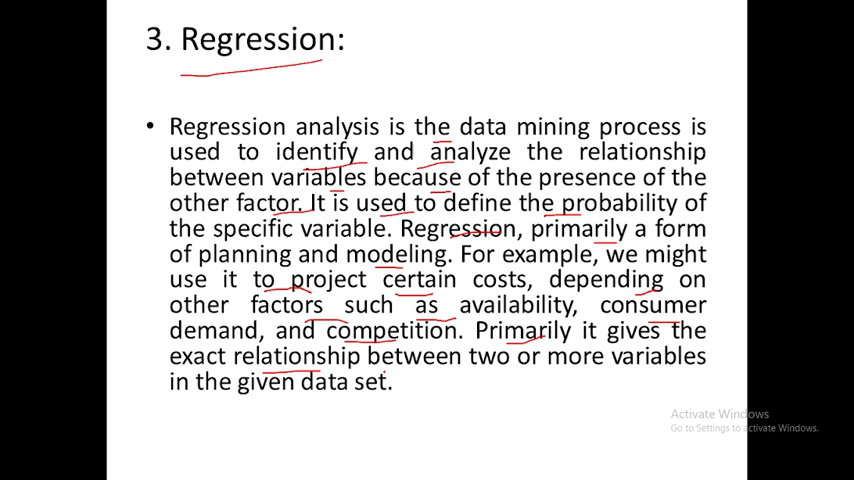 3. Regression:
• Regression analysis is the data mining process is
used to identify and analyze the relationship
between variables because of the presence of the
other factor. It is used to define the probability of
the specific variable. Regression, primarily a form
of planning and modeling. For example, we might
use it to project certain costs, depending on
other factors such as availability, consumer
demand, and competition. Primarily it gives the
exact relationship between two or more variables
in the given data set.
Activate Windows
Go to Settings to activate Windows.